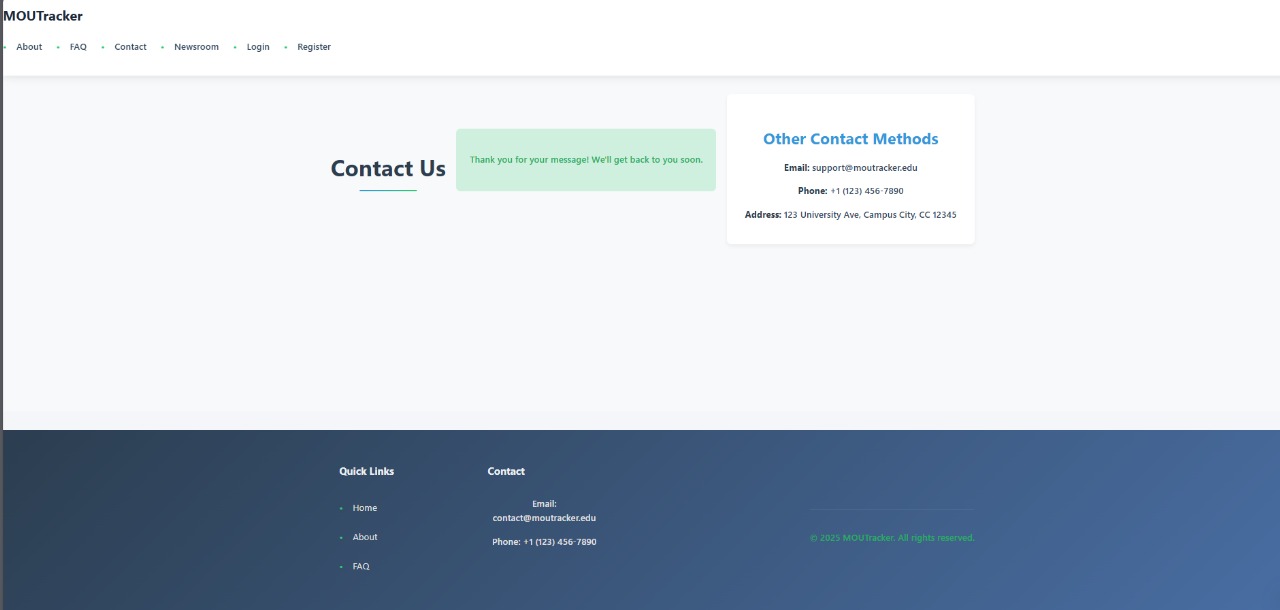 MOUTracker
About
FAQ
Contact
Newsroom
Login
Register
Contact Us
Thank you for your message! We'll get back to you soon.
Other Contact Methods
Email: support@moutracker.edu
Phone: +1 (123) 456-7890
Address: 123 University Ave, Campus City, CC 12345
Quick Links
Home
About
FAQ
Contact
Email:
contact@moutracker.edu
Phone: +1 (123) 456-7890
© 2025 MOUTracker. All rights reserved.